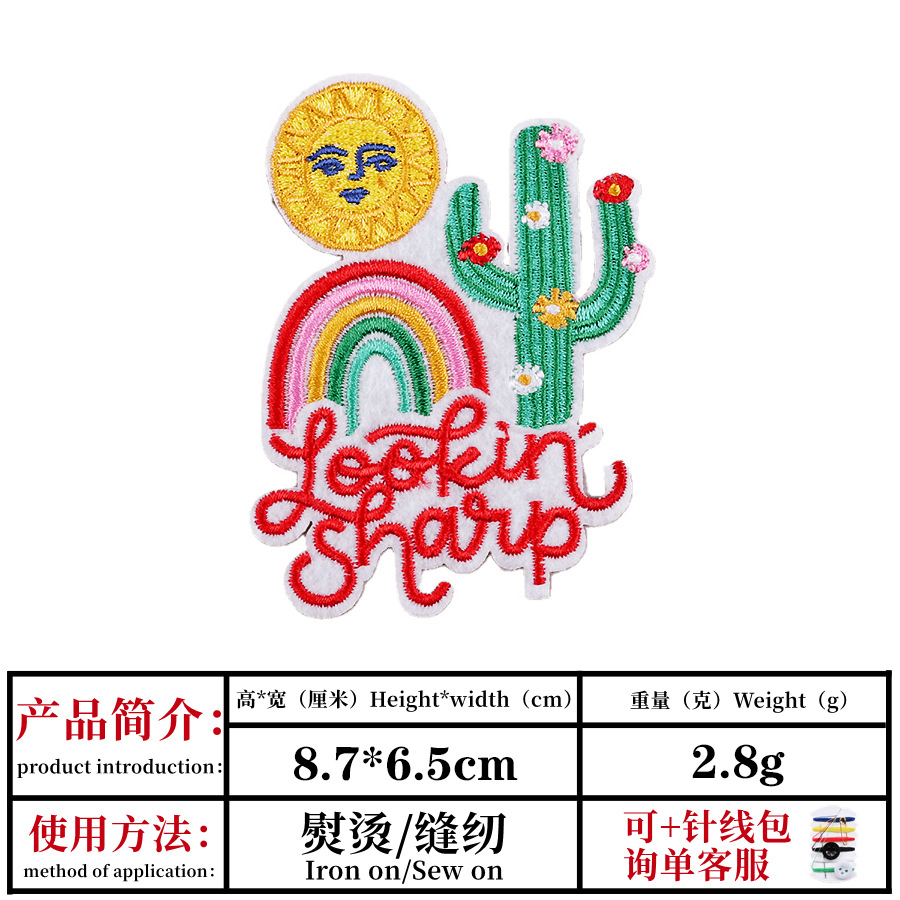 Lookin'
sharp
产品简介：
product introduction：
高*宽（厘米）Height*width（cm）
重量（克）Weight（g）
8.7*6.5cm
2.8g
使用方法：
method of application：
熨烫/缝纫
Iron on/Sew on
可+针线包
询单客服